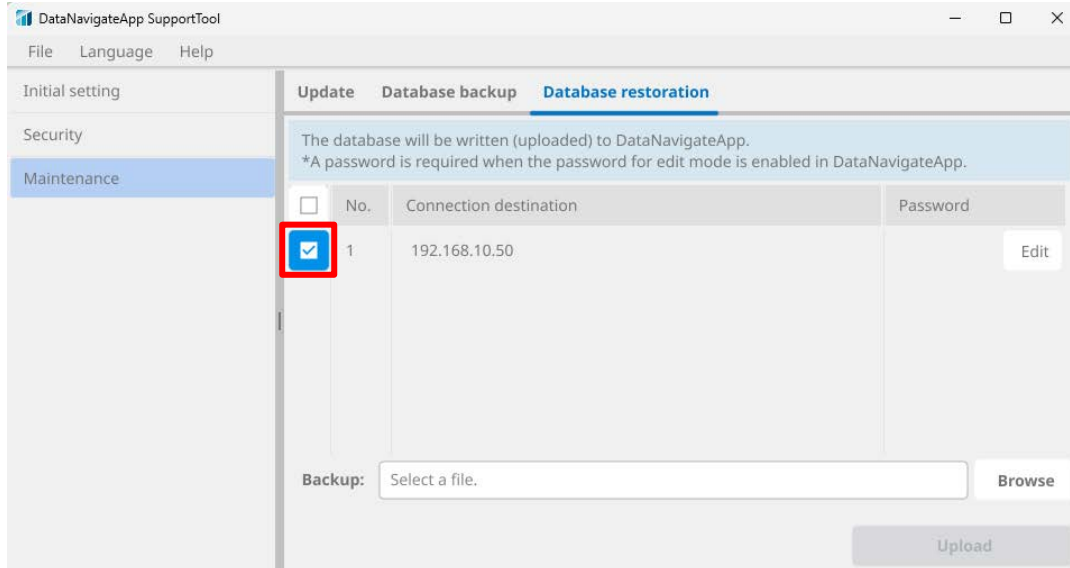 DataNavigateApp SupportTool
File Language Help
Initial setting
Security
Maintenance
Update Database backup Database restoration
The database will be written (uploaded) to DataNavigateApp.
*A password is required when the password for edit mode is enabled in DataNavigateApp.
No. Connection destination Password
1 192.168.10.50 Edit
Backup: Select a file. Browse
Upload